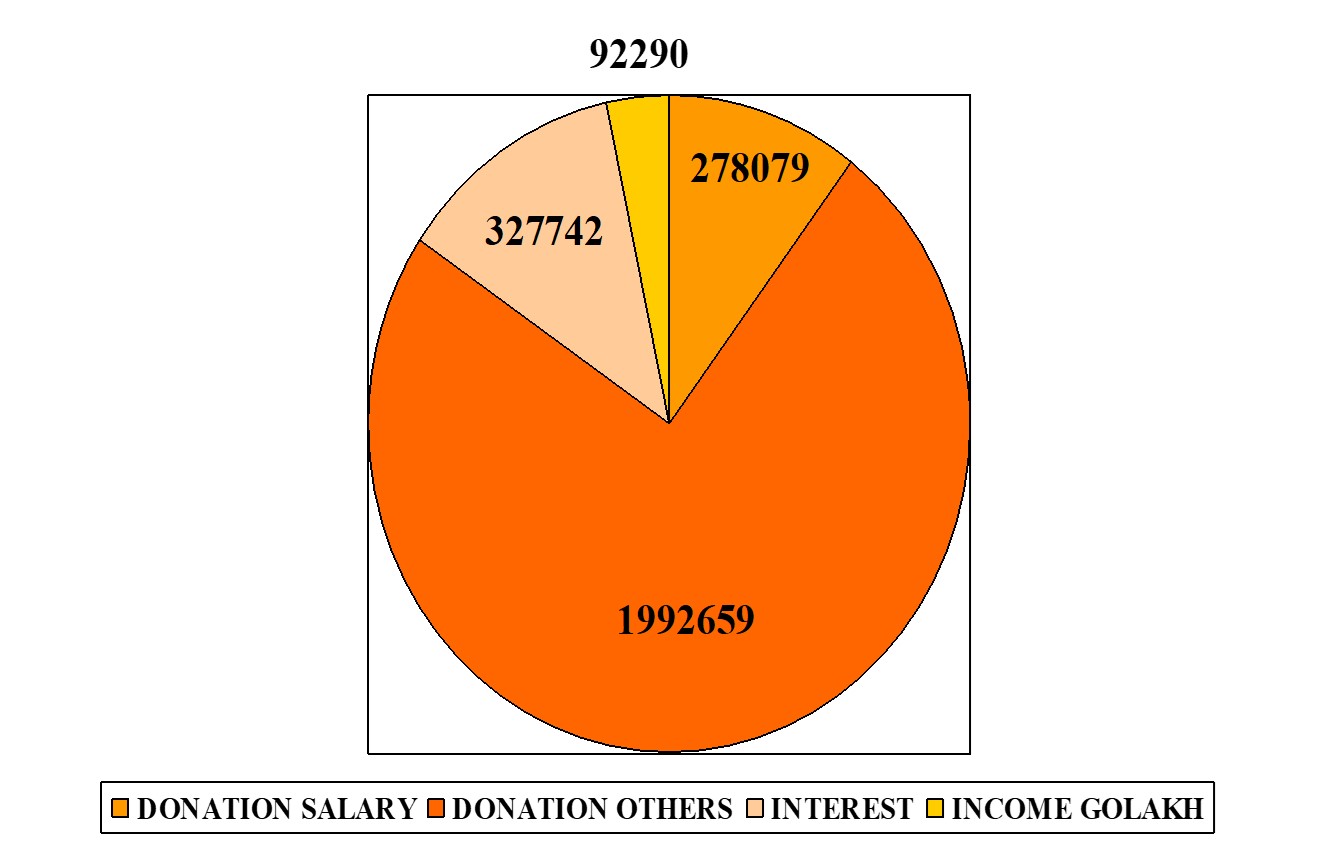 92290
278079
327742
1992659
DONATION SALARY DONATION OTHERS INTEREST INCOME GOLAKH